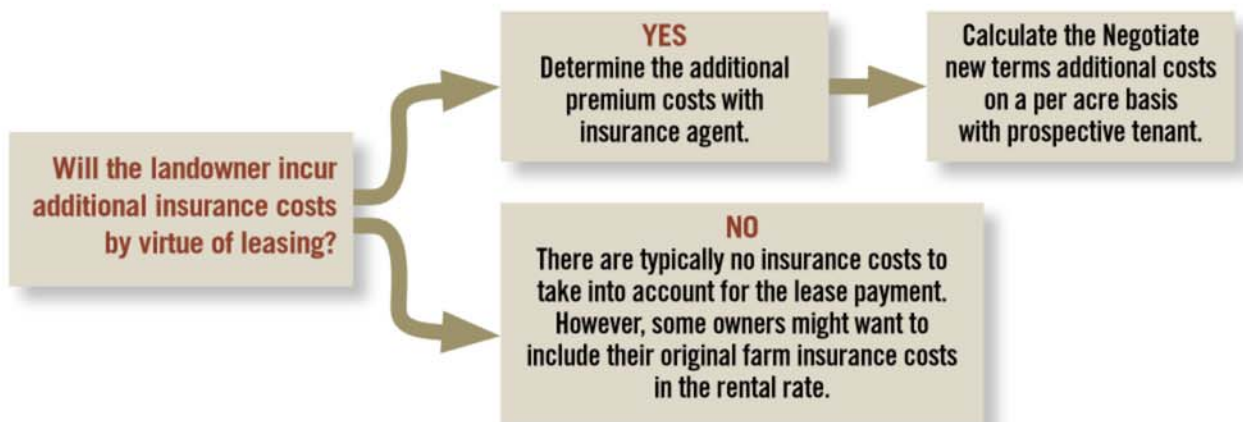 Will the landowner incur
additional insurance costs
by virtue of leasing?
YES
Determine the additional
premium costs with
insurance agent.
Calculate the Negotiate
new terms additional costs
on a per acre basis
with prospective tenant.
NO
There are typically no insurance costs to
take into account for the lease payment.
However, some owners might want to
include their original farm insurance costs
in the rental rate.